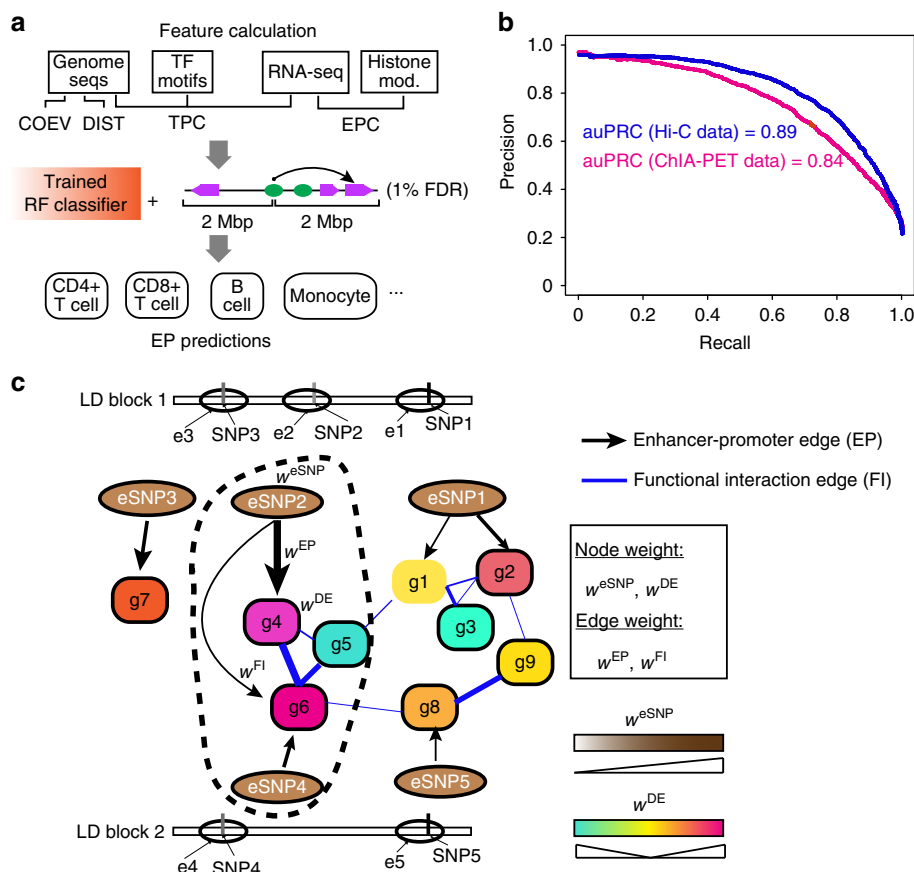 a
Feature calculation
Genome
seqs
TF
motifs
RNA-seq
Histone
mod.
COEV
DIST
TPC
EPC
Trained
RF classifier
+
(1% FDR)
2 Mbp
2 Mbp
CD4+
T cell
CD8+
T cell
B
cell
Monocyte
...
EP predictions
b
Precision
1.0
0.8
0.6
0.4
0.2
0
auPRC (Hi-C data) = 0.89
auPRC (ChIA-PET data) = 0.84
0
0.2
0.4
0.6
0.8
1.0
Recall
c
LD block 1
e3
SNP3
e2
SNP2
e1
SNP1
Enhancer-promoter edge (EP)
Functional interaction edge (FI)
w^eSNP
eSNP3
eSNP2
eSNP1
w^EP
g7
g1
g2
w^DE
g4
g5
g3
g9
w^FI
g6
g8
eSNP4
eSNP5
Node weight:
w^eSNP, w^DE
Edge weight:
w^EP, w^FI
w^eSNP
w^DE
LD block 2
e4
SNP4
e5
SNP5